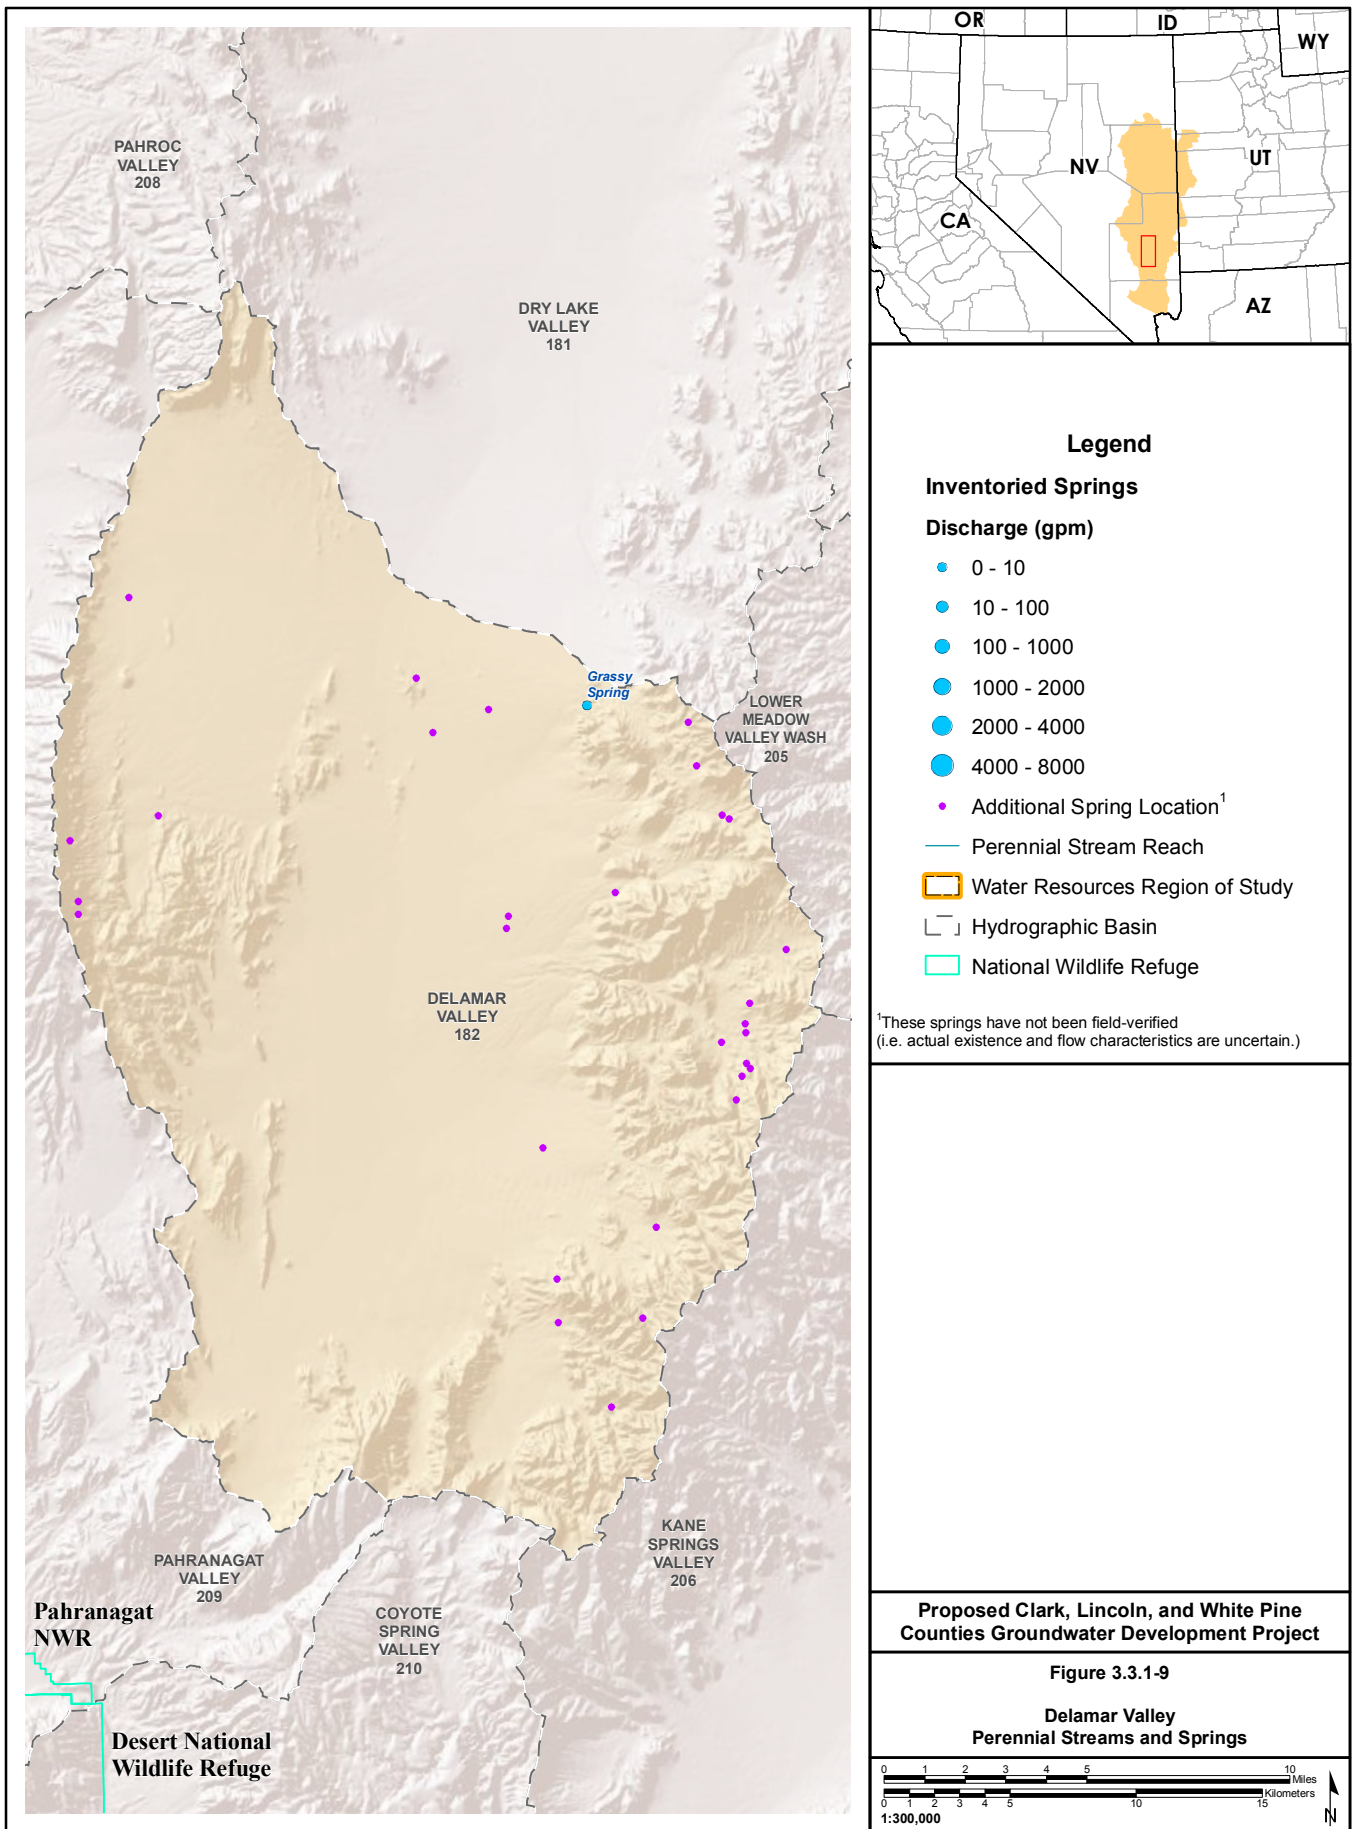 PAHROC
VALLEY
208
DRY LAKE
VALLEY
181
Grassy
Spring
LOWER
MEADOW
VALLEY WASH
205
DELAMAR
VALLEY
182
KANE
SPRINGS
VALLEY
206
PAHRANAGAT
VALLEY
209
COYOTE
SPRING
VALLEY
210
Pahranagat
NWR
Desert National
Wildlife Refuge
OR
ID
WY
NV
UT
CA
AZ
Legend
Inventoried Springs
Discharge (gpm)
0 - 10
10 - 100
100 - 1000
1000 - 2000
2000 - 4000
4000 - 8000
Additional Spring Location1
Perennial Stream Reach
Water Resources Region of Study
Hydrographic Basin
National Wildlife Refuge
1These springs have not been field-verified
(i.e. actual existence and flow characteristics are uncertain.)
Proposed Clark, Lincoln, and White Pine
Counties Groundwater Development Project
Figure 3.3.1-9
Delamar Valley
Perennial Streams and Springs
0 1 2 3 4 5 10
Miles
Kilometers
0 1 2 3 4 5 10 15
1:300,000
N